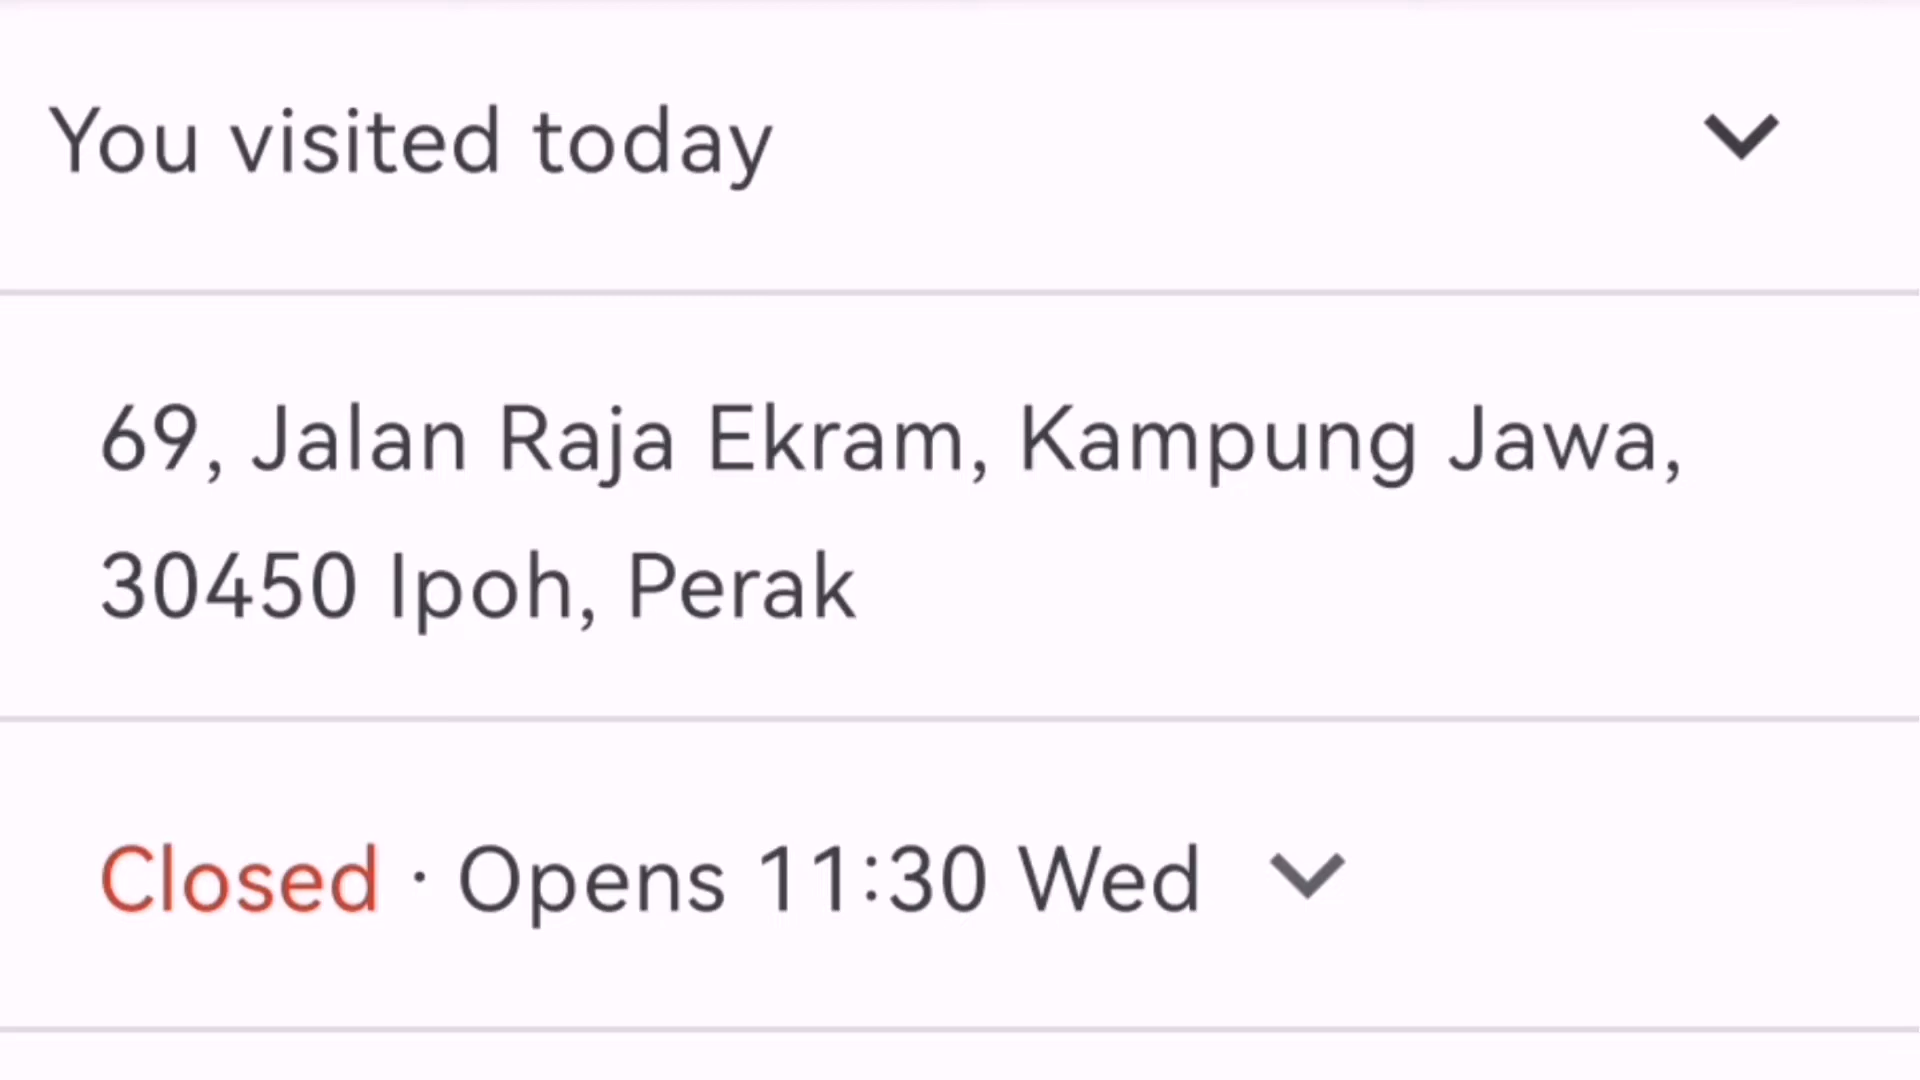 You visited today
69, Jalan Raja Ekram, Kampung Jawa,
30450 Ipoh, Perak
Closed · Opens 11:30 Wed